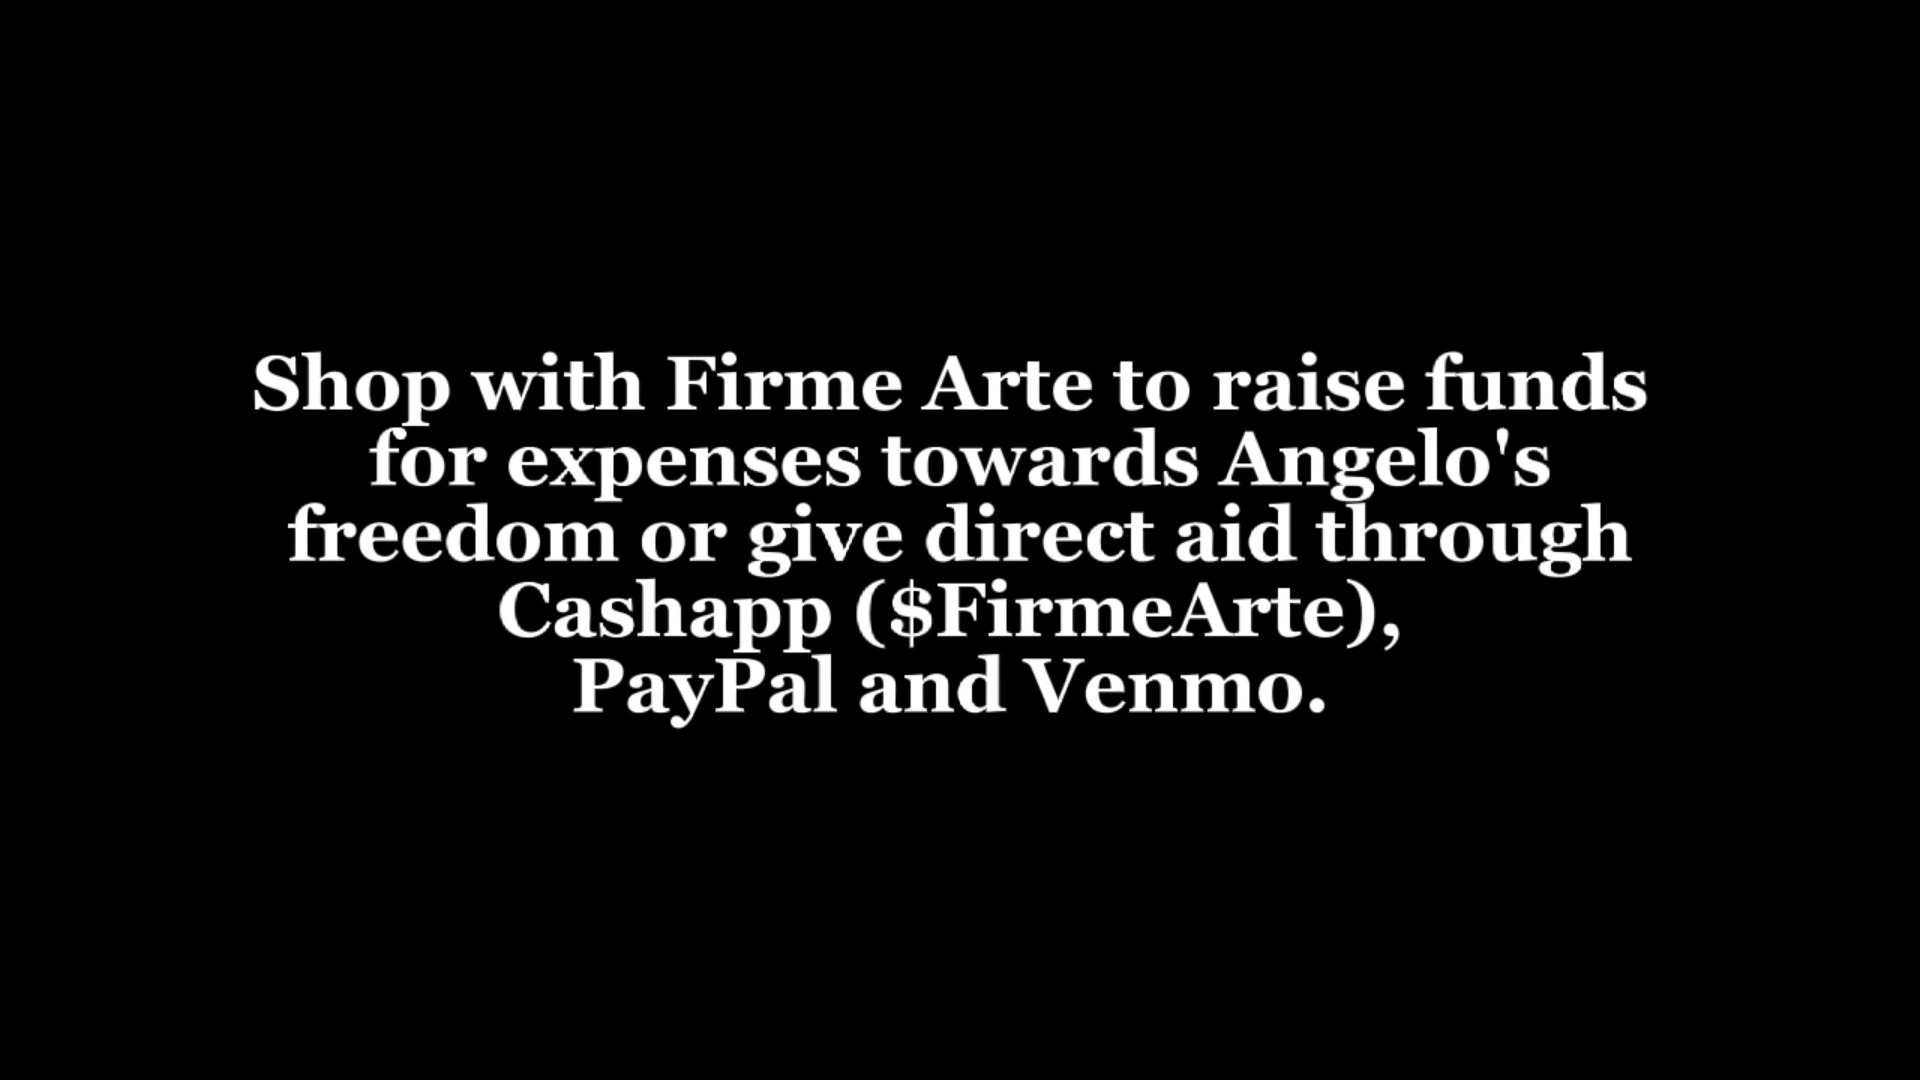 Shop with Firme Arte to raise funds
for expenses towards Angelo's
freedom or give direct aid through
Cashapp ($FirmeArte),
PayPal and Venmo.